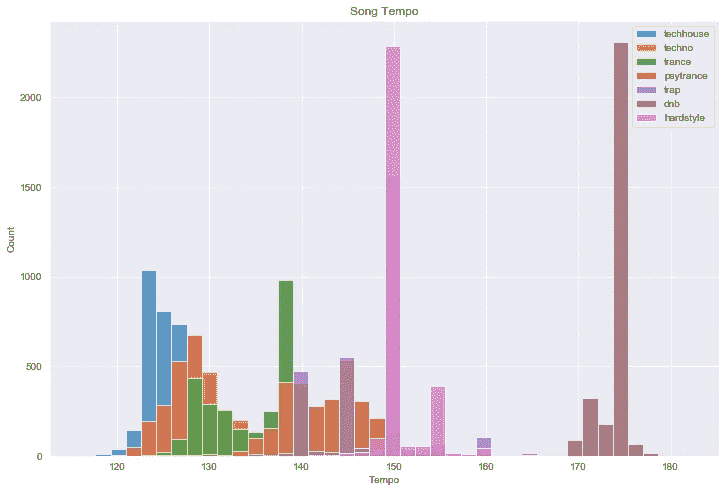 Song Tempo
techhouse
techno
trance
psytrance
trap
dnb
hardstyle
Count
2000
1500
1000
500
0
120 130 140 150 160 170 180
Tempo